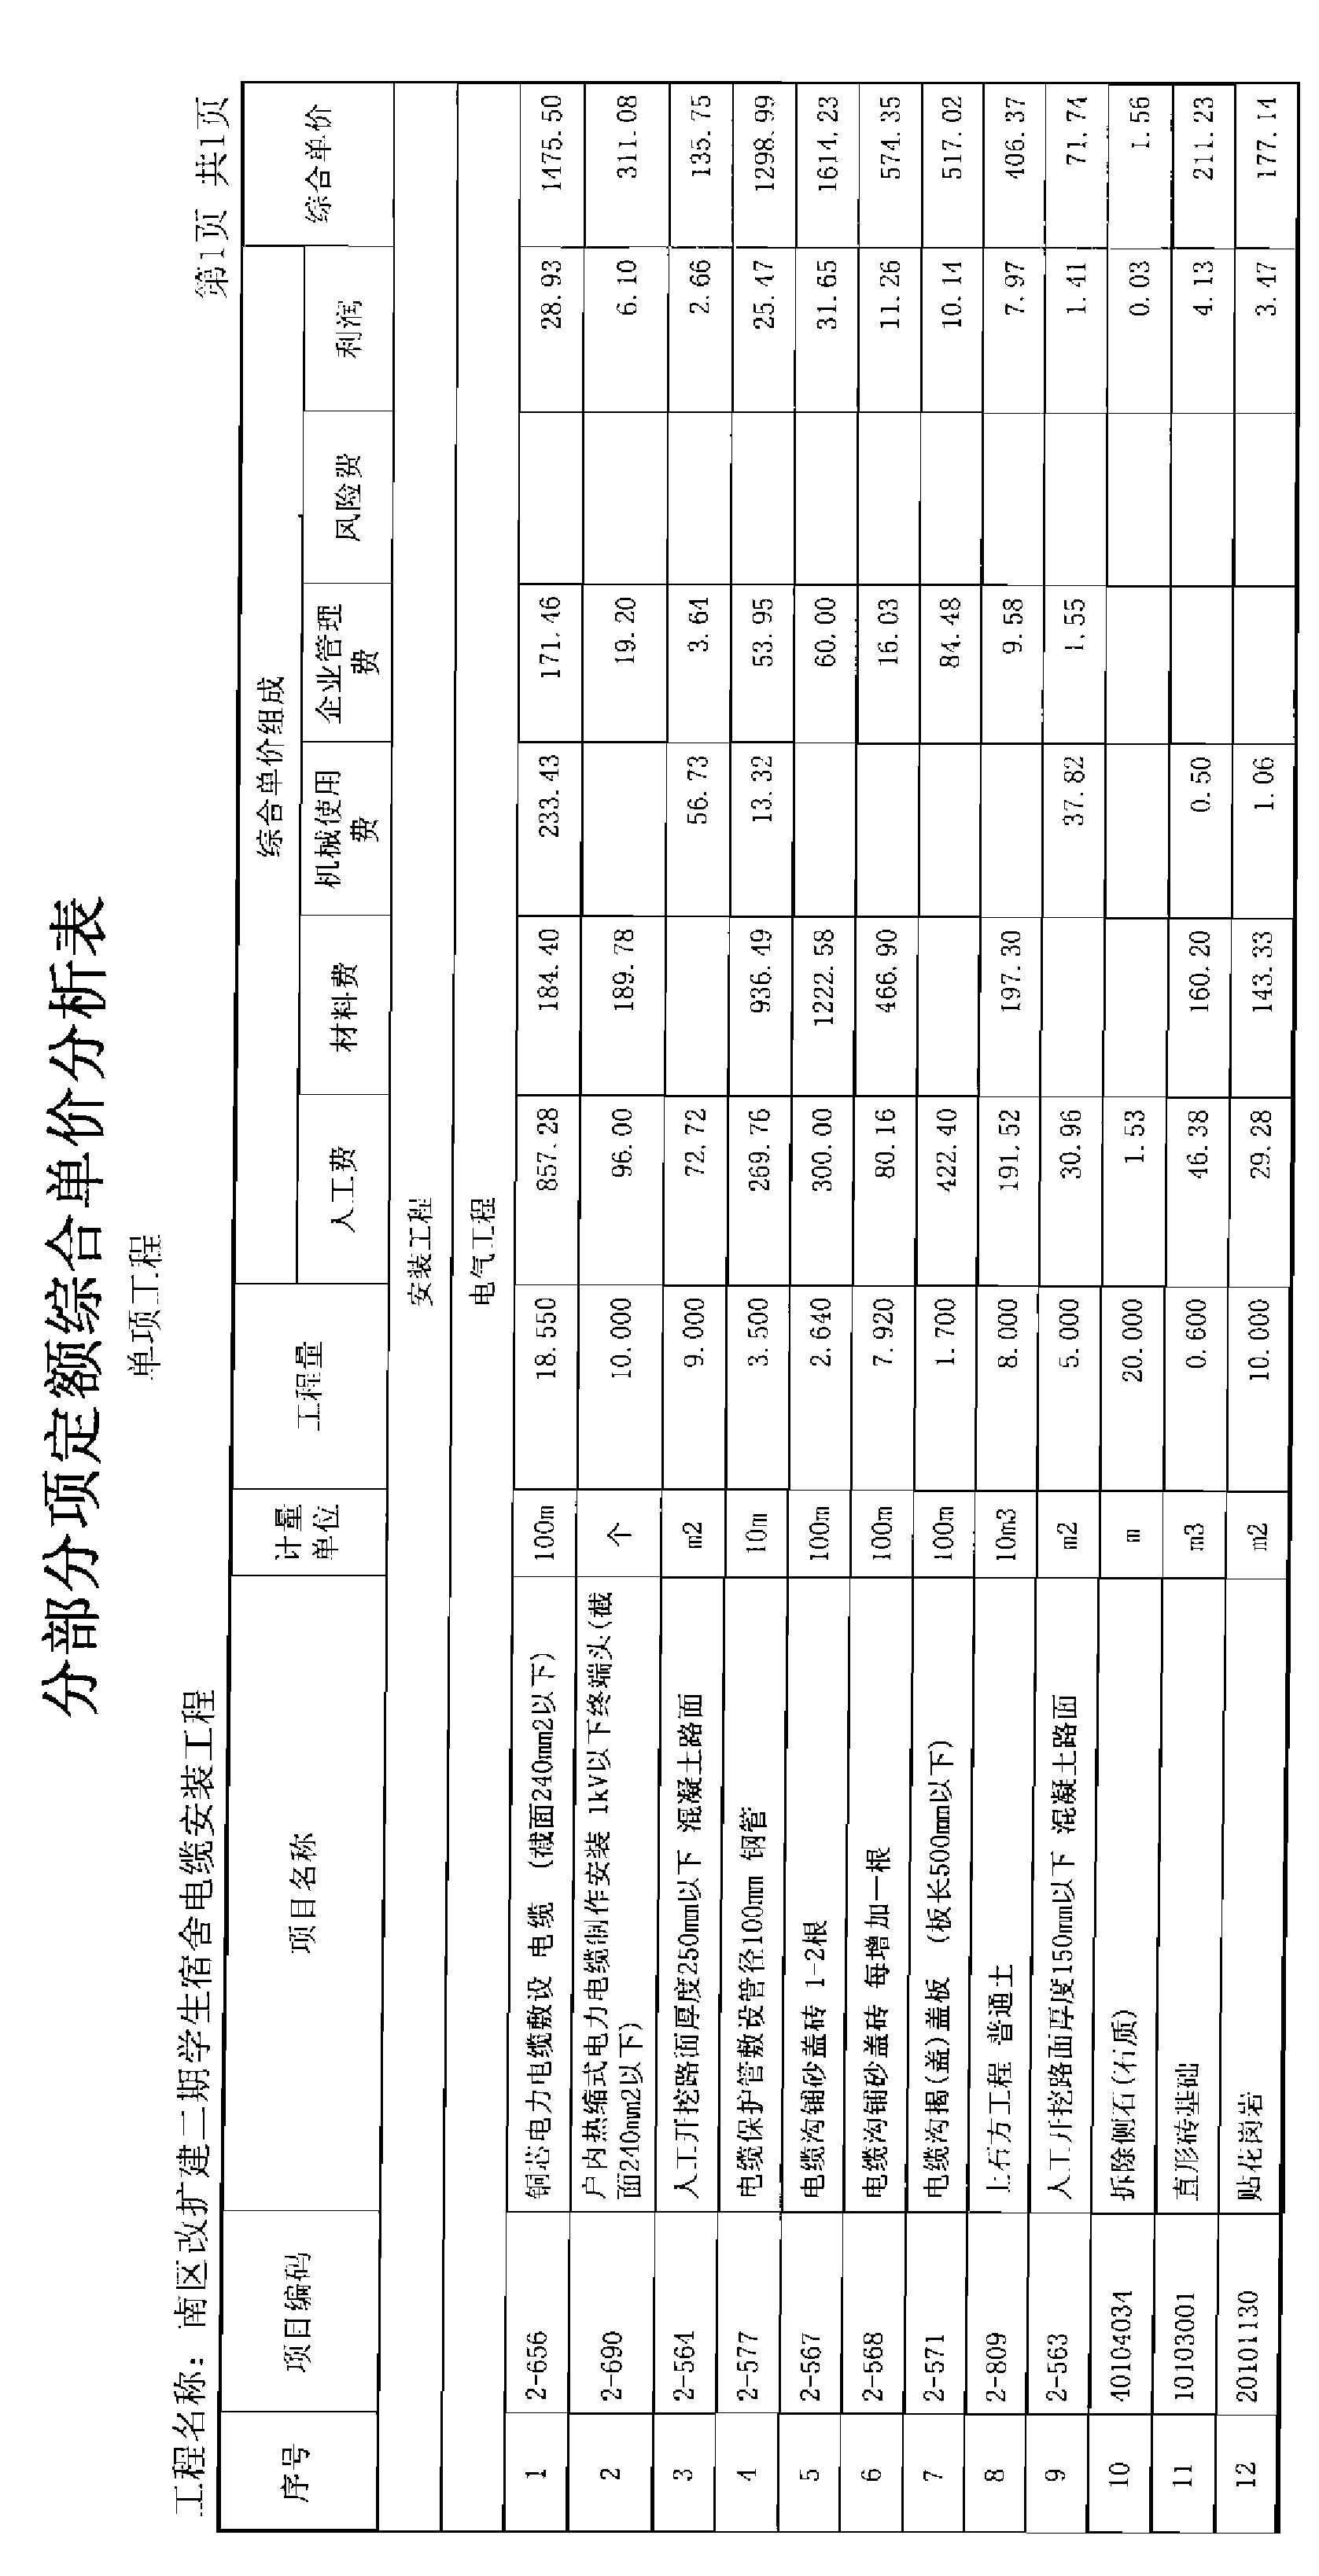 分部分项定额综合单价分析表
单项工程
工程名称：南区改扩建二期学生宿舍电缆安装工程 第1页 共1页
序号 项目编码 项目名称 计量单位 工程量 综合单价组成 综合单价
人工费 材料费 机械使用费 企业管理费 风险费 利润
安装工程
电气工程
1 2-656 铜芯电力电缆敷设 电缆 (截面240mm2以下) 100m 18.550 857.28 184.40 233.43 171.46 28.93 1475.50
2 2-690 户内热缩式电力电缆制作安装 1kV以下终端头(截面240mm2以下) 个 10.000 96.00 189.78 19.20 6.10 311.08
3 2-564 人工开挖路面厚度250mm以下 混凝土路面 m2 9.000 72.72 56.73 3.64 2.66 135.75
4 2-577 电缆保护管敷设管径100mm 钢管 10m 3.500 269.76 936.49 13.32 53.95 25.47 1298.99
5 2-567 电缆沟铺砂盖砖 1-2根 100m 2.640 300.00 1222.58 60.00 31.65 1614.23
6 2-568 电缆沟铺砂盖砖 每增加一根 100m 7.920 80.16 466.90 16.03 11.26 574.35
7 2-571 电缆沟揭(盖)盖板 (板长500mm以下) 100m 1.700 422.40 84.48 10.14 517.02
8 2-809 土石方工程 普通土 10m3 8.000 191.52 197.30 9.58 7.97 406.37
9 2-563 人工开挖路面厚度150mm以下 混凝土路面 m2 5.000 30.96 37.82 1.55 1.41 71.74
10 40104034 拆除侧石(石质) m 20.000 1.53 0.03 1.56
11 10103001 直形砖基础 m3 0.600 46.38 160.20 0.50 4.13 211.23
12 20101130 贴花岗岩 m2 10.000 29.28 143.33 1.06 3.47 177.14